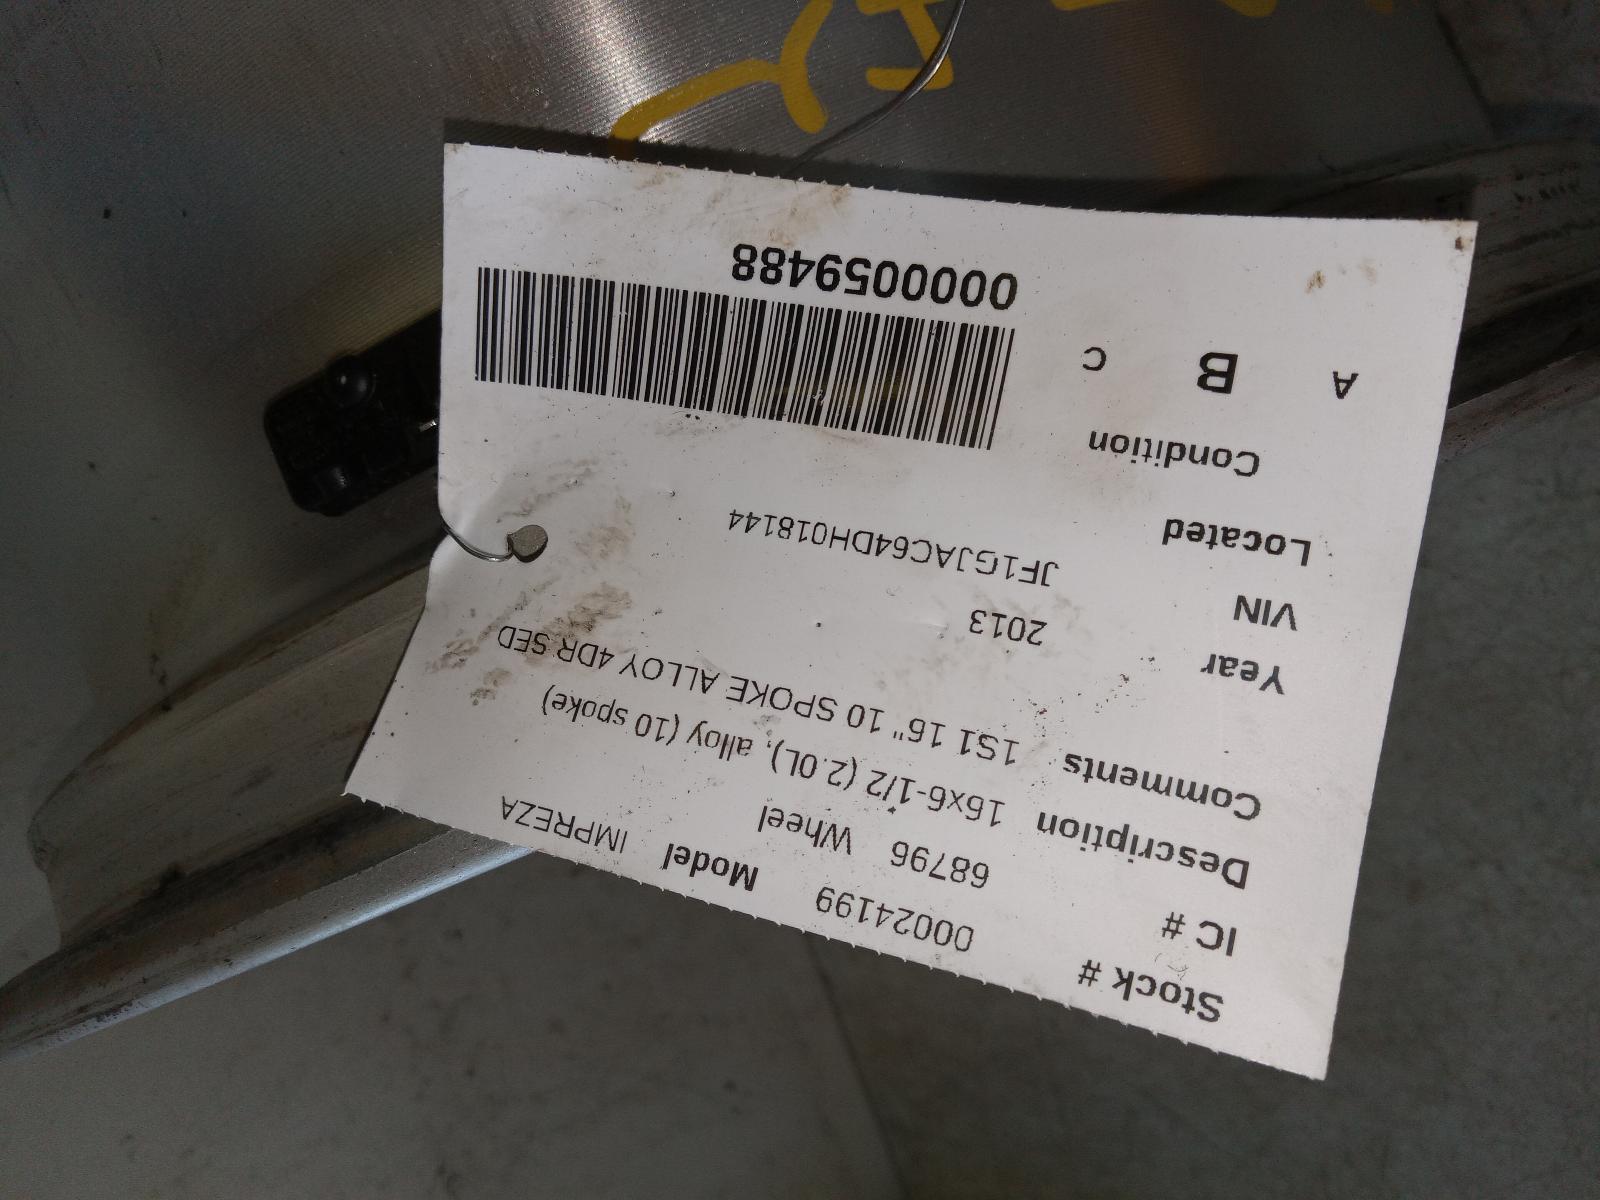 Stock # 00024199 Model IMPREZA
IC # 68796 Wheel
Description 16x6-1/2 (2.0L), alloy (10 spoke)
Comments 1S1 16" 10 SPOKE ALLOY 4DR SED
Year 2013
VIN JF1GJAC64DH018144
Located
Condition
A B C
0000059488